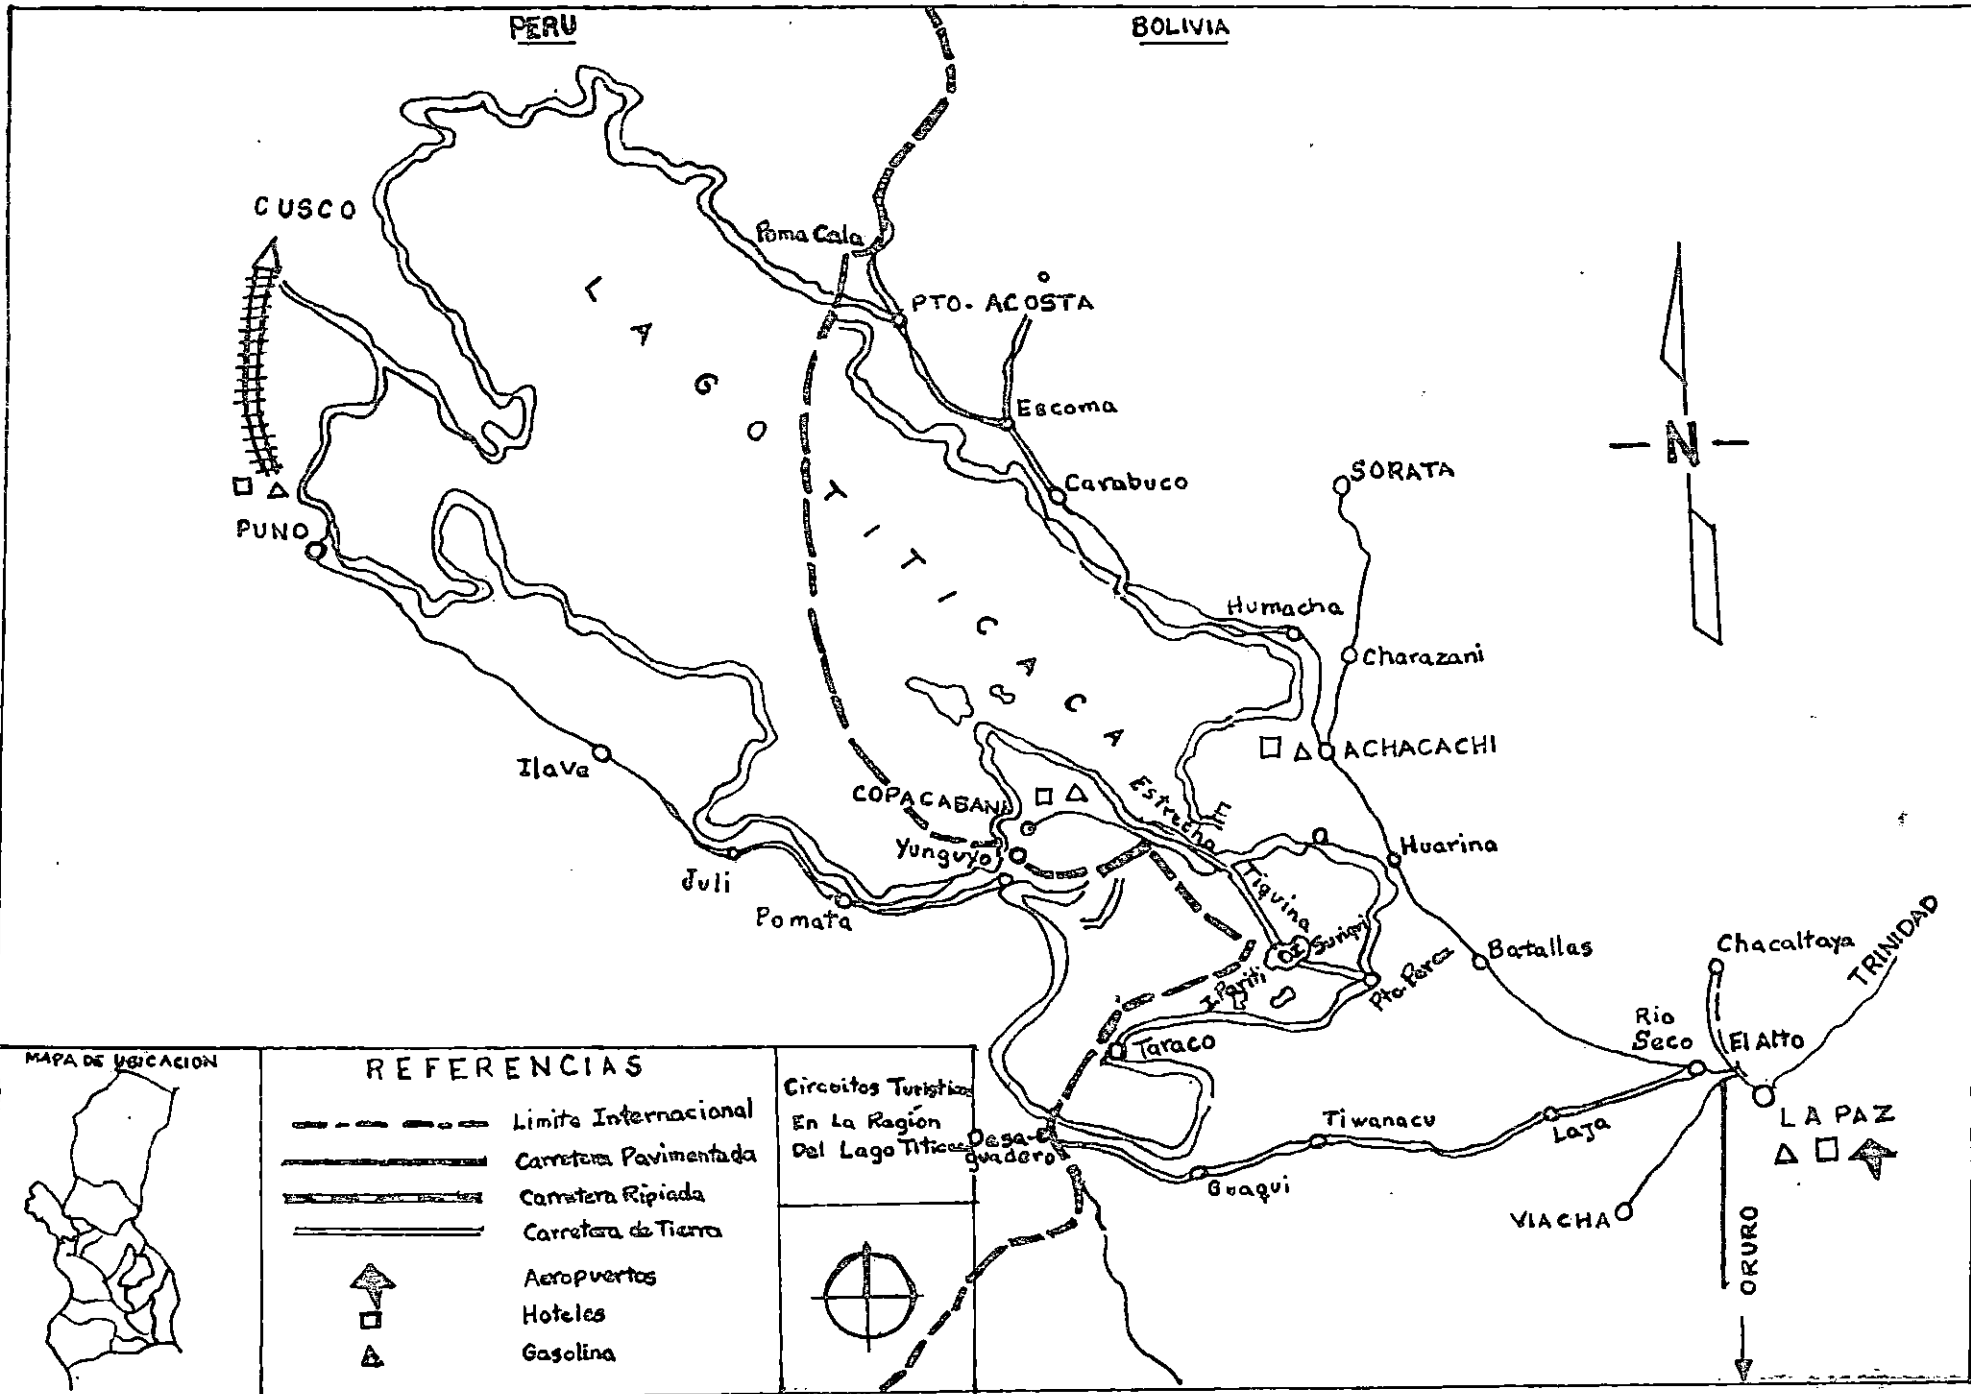 PERU
BOLIVIA
CUSCO
Poma Cala
PTO. ACOSTA
LAGO TITICACA
Escoma
Carabuco
SORATA
N
PUNO
Humacha
Charazani
Ilave
ACHACACHI
COPACABANA
Estrecho
Tiquina
Yunguyo
Huarina
Juli
Pomata
I. Suriqui
I. Pariti
Pto. Perez
Batallas
Chacaltaya
TRINIDAD
Taraco
Rio
Seco
El Alto
LA PAZ
Desa-
guadero
Guaqui
Tiwanacu
Laja
VIACHA
ORURO
MAPA DE UBICACION
REFERENCIAS
Limite Internacional
Carretera Pavimentada
Carretera Ripiada
Carretera de Tierra
Aeropuertos
Hoteles
Gasolina
Circuitos Turisticos
En La Región
Del Lago Titicaca